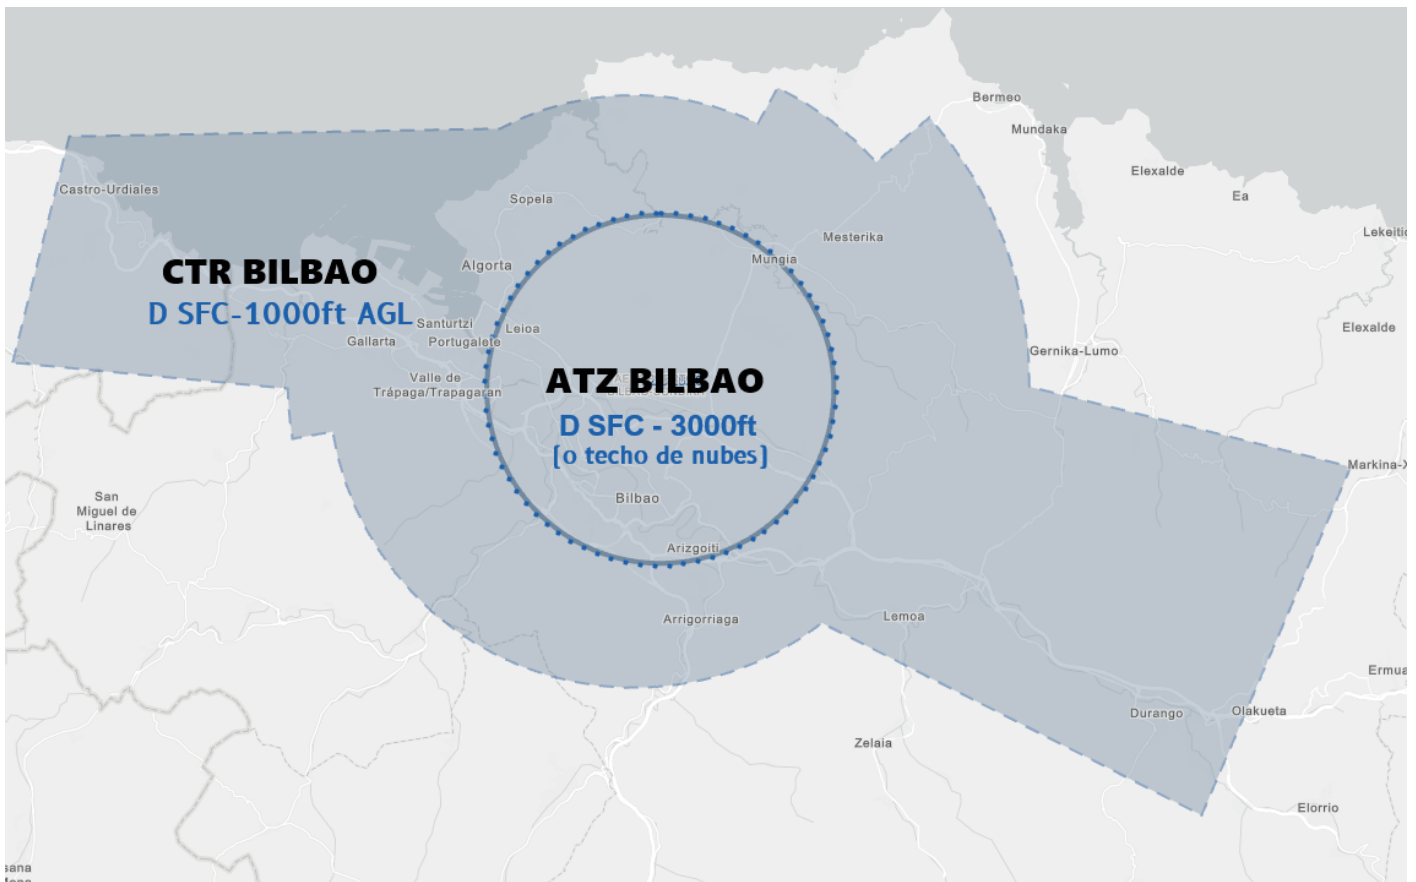 Bermeo
Mundaka
Elexalde
Castro-Urdiales
Sopela
Ea
Lekeitio
Mesterika
Algorta
Mungia
CTR BILBAO
D SFC-1000ft AGL
Santurtzi
Leioa
Elexalde
Gallarta
Portugalete
Gernika-Lumo
Valle de
Trápaga/Trapagaran
ATZ BILBAO
D SFC - 3000ft
(o techo de nubes)
Markina-X
San
Miguel de
Linares
Bilbao
Arizgoiti
Arrigorriaga
Lemoa
Ermua
Durango
Olakueta
Zelaia
Elorrio